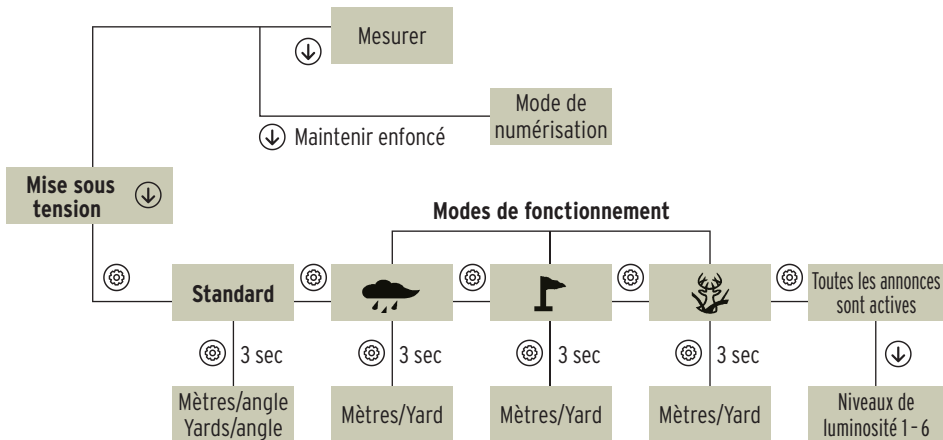 Mesurer
Mode de
numérisation
Maintenir enfoncé
Mise sous
tension
Modes de fonctionnement
Standard
Toutes les annonces
sont actives
3 sec
3 sec
3 sec
3 sec
Mètres/angle
Yards/angle
Mètres/Yard
Mètres/Yard
Mètres/Yard
Niveaux de
luminosité 1 - 6